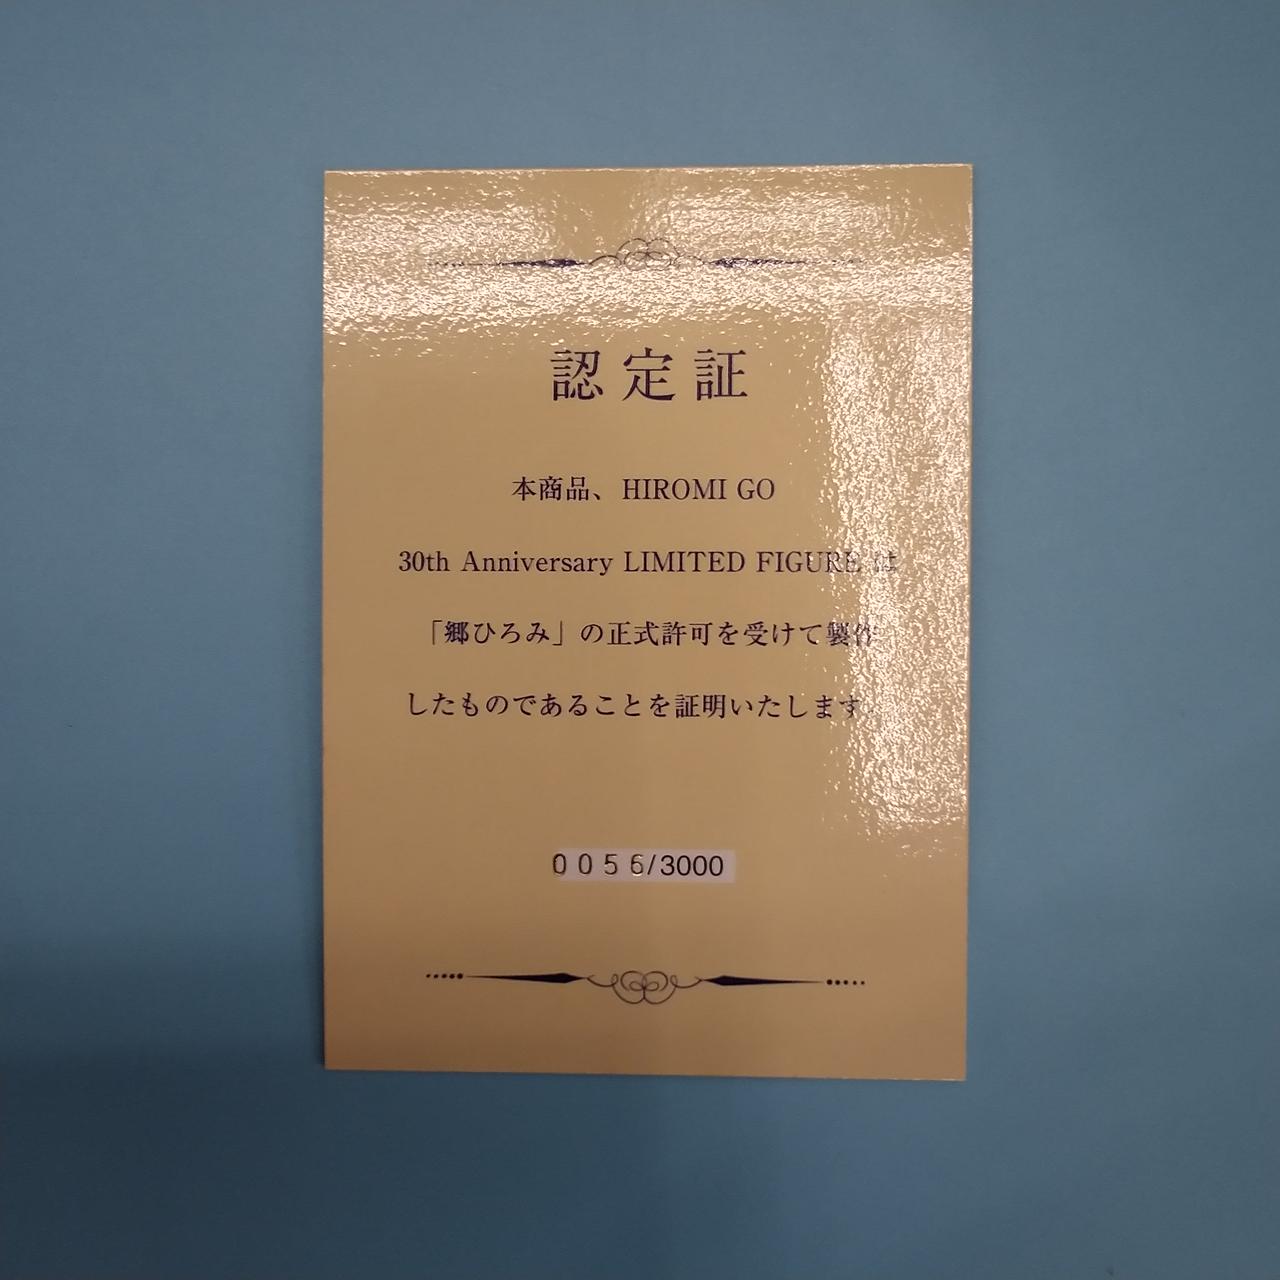 認定証
本商品、HIROMI GO
30th Anniversary LIMITED FIGURE は
「郷ひろみ」の正式許可を受けて製作
したものであることを証明いたします。
0056/3000